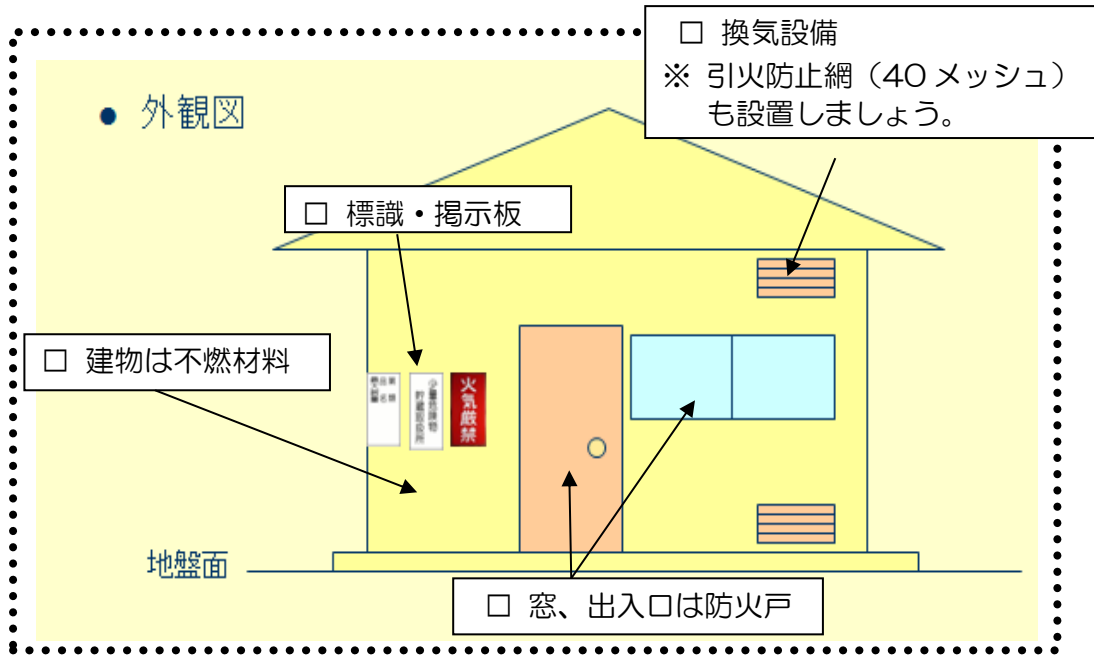 □ 換気設備
※ 引火防止網（40メッシュ）
も設置しましょう。
● 外観図
□ 標識・掲示板
□ 建物は不燃材料
少量危険物
貯蔵取扱所
火気厳禁
地盤面
□ 窓、出入口は防火戸